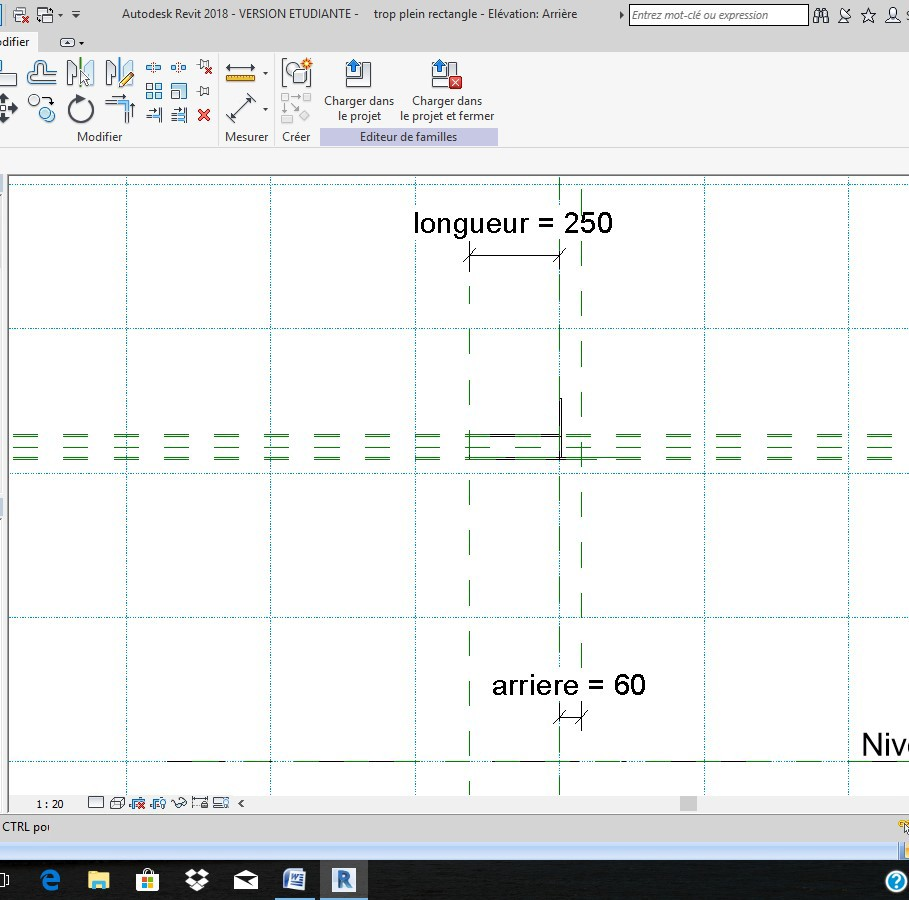 Autodesk Revit 2018 - VERSION ETUDIANTE - trop plein rectangle - Elévation: Arrière
Entrez mot-clé ou expression
odifier
Charger dans
le projet
Charger dans
le projet et fermer
Modifier
Mesurer
Créer
Editeur de familles
longueur = 250
arriere = 60
Niv
1 : 20
CTRL pou